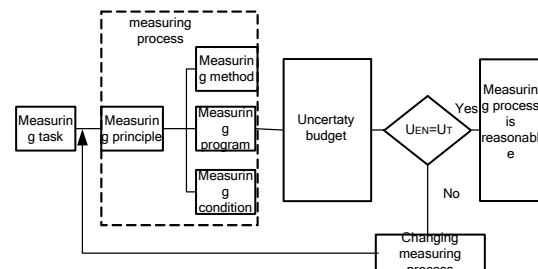 measuring
process
Measurin
g task
Measurin
g principle
Measurin
g method
Measurin
g program
Measurin
g condition
Uncertaty
budget
UEN=UT
Yes
No
Measurin
g process
is
reasonabl
e
Changing
measuring
process